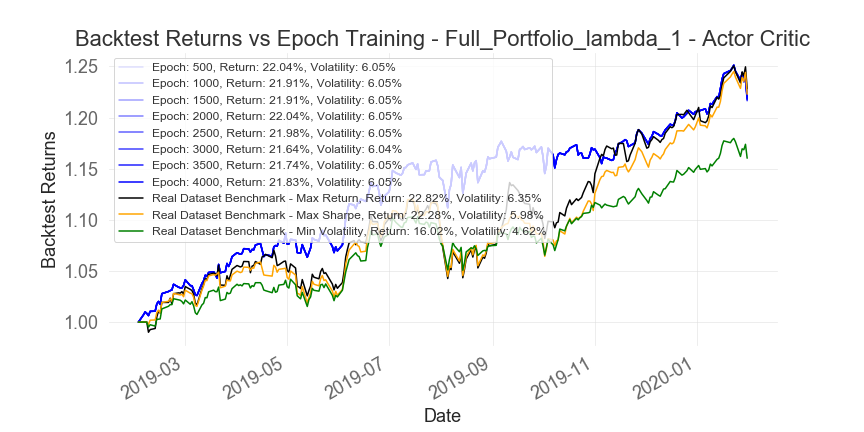 Backtest Returns vs Epoch Training - Full_Portfolio_lambda_1 - Actor Critic
Epoch: 500, Return: 22.04%, Volatility: 6.05%
Epoch: 1000, Return: 21.91%, Volatility: 6.05%
Epoch: 1500, Return: 21.91%, Volatility: 6.05%
Epoch: 2000, Return: 22.04%, Volatility: 6.05%
Epoch: 2500, Return: 21.98%, Volatility: 6.05%
Epoch: 3000, Return: 21.64%, Volatility: 6.04%
Epoch: 3500, Return: 21.74%, Volatility: 6.05%
Epoch: 4000, Return: 21.83%, Volatility: 6.05%
Real Dataset Benchmark - Max Return, Return: 22.82%, Volatility: 6.35%
Real Dataset Benchmark - Max Sharpe, Return: 22.28%, Volatility: 5.98%
Real Dataset Benchmark - Min Volatility, Return: 16.02%, Volatility: 4.62%
Backtest Returns
1.25
1.20
1.15
1.10
1.05
1.00
2019-03
2019-05
2019-07
2019-09
2019-11
2020-01
Date